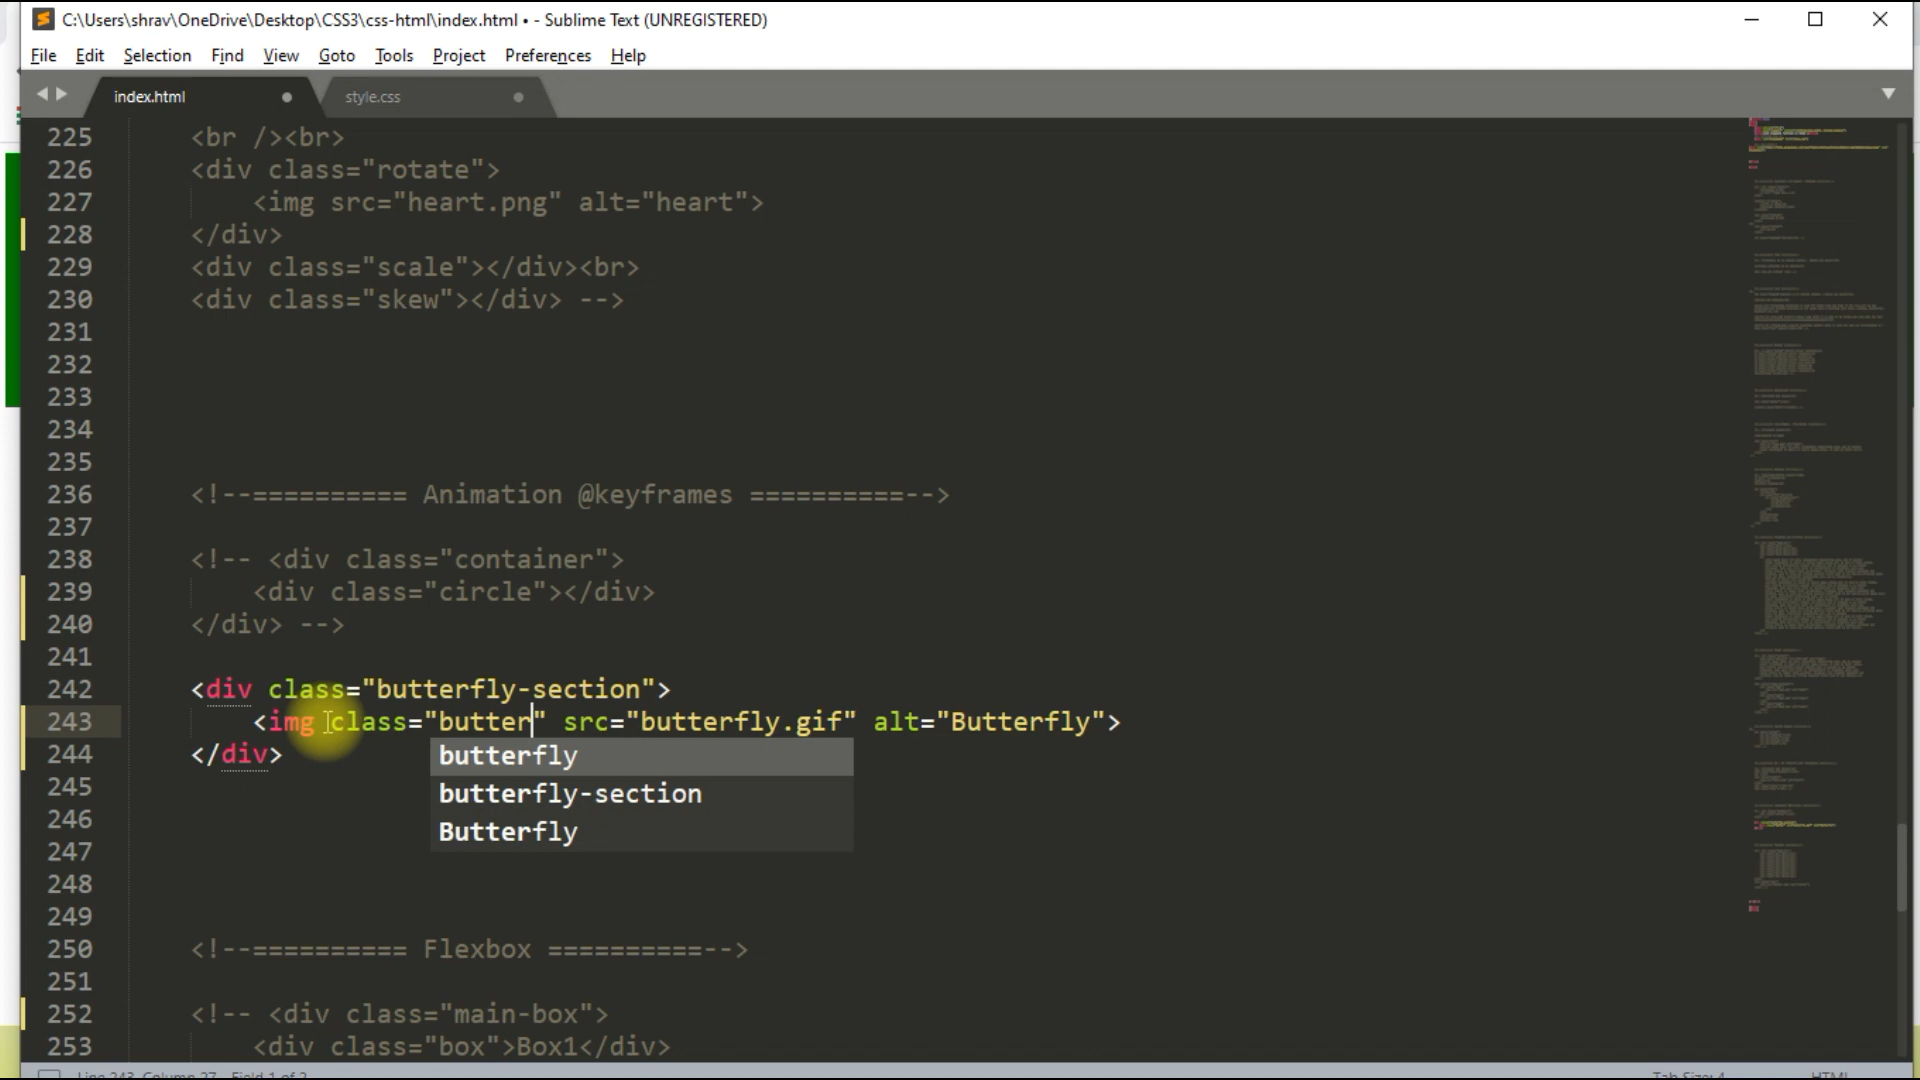 C:\Users\shrav\OneDrive\Desktop\CSS3\css-html\index.html • - Sublime Text (UNREGISTERED)
File Edit Selection Find View Goto Tools Project Preferences Help
index.html style.css
225 <br /><br>
226 <div class="rotate">
227 <img src="heart.png" alt="heart">
228 </div>
229 <div class="scale"></div><br>
230 <div class="skew"></div> -->
231
232
233
234
235
236 <!--========== Animation @keyframes ==========-->
237
238 <!-- <div class="container">
239 <div class="circle"></div>
240 </div> -->
241
242 <div class="butterfly-section">
243 <img class="butter" src="butterfly.gif" alt="Butterfly">
244 </div>
butterfly
245
butterfly-section
246
Butterfly
247
248
249
250 <!--========== Flexbox ==========-->
251
252 <!-- <div class="main-box">
253 <div class="box">Box1</div>
Line 243, Column 27 - Field 1 of 2 Tab Size: 4 HTML